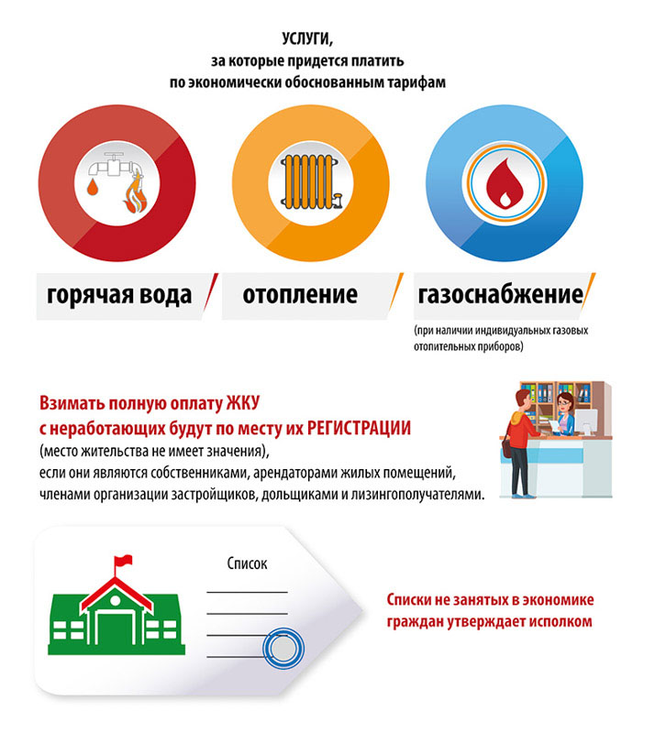 УСЛУГИ,
за которые придется платить
по экономически обоснованным тарифам
горячая вода
отопление
газоснабжение
(при наличии индивидуальных газовых
отопительных приборов)
Взимать полную оплату ЖКУ
с неработающих будут по месту их РЕГИСТРАЦИИ
(место жительства не имеет значения),
если они являются собственниками, арендаторами жилых помещений,
членами организации застройщиков, дольщиками и лизингополучателями.
Список
Списки не занятых в экономике
граждан утверждает исполком